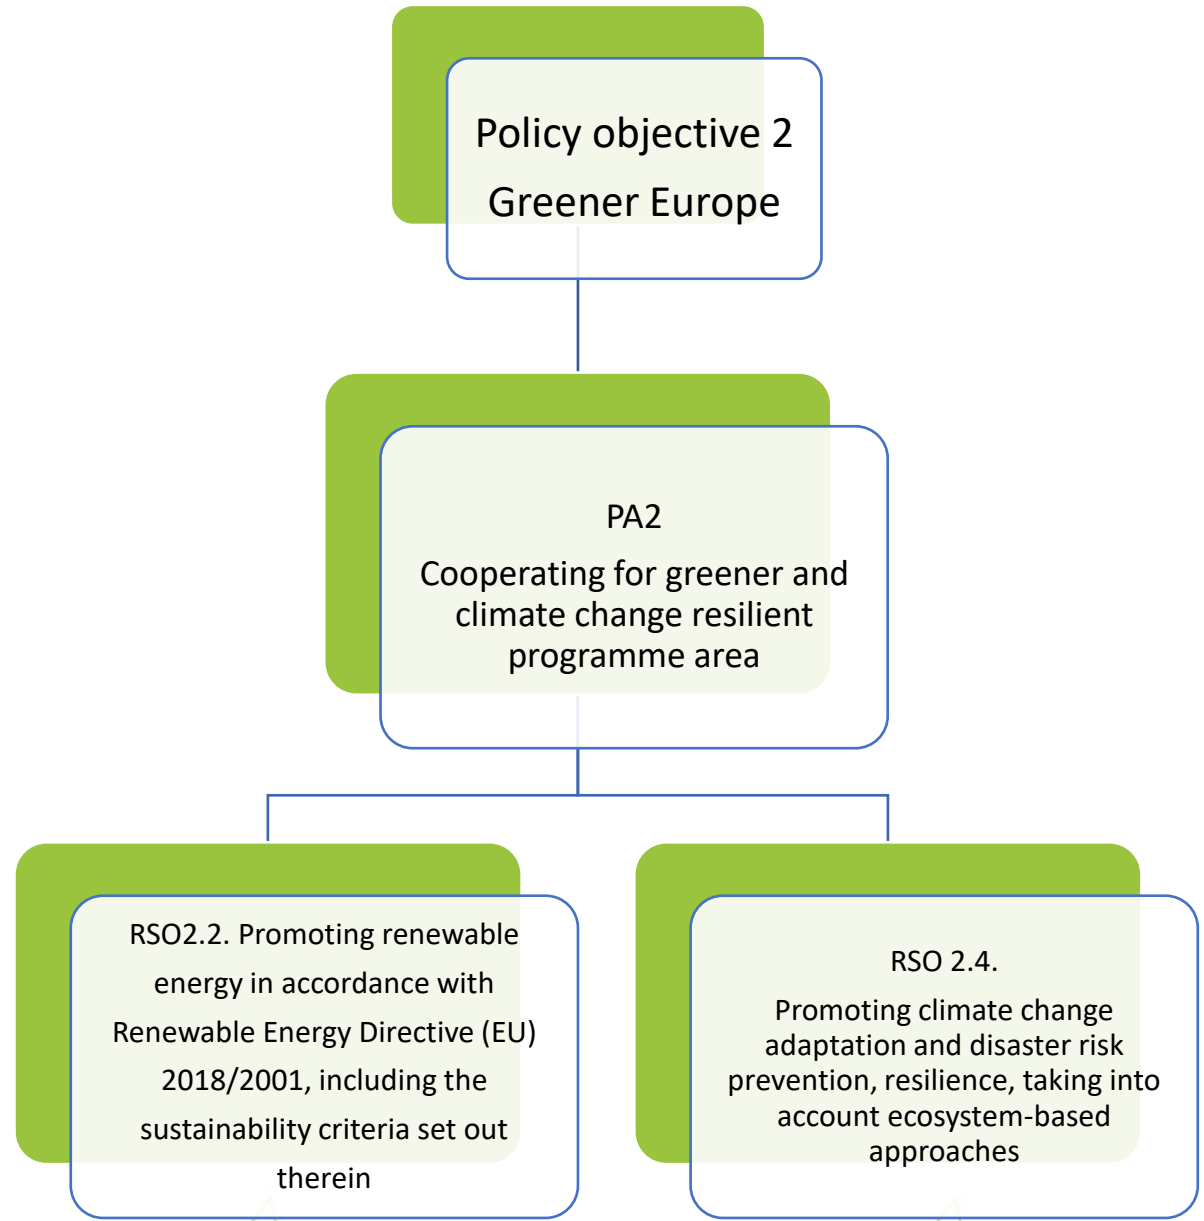 Policy objective 2
Greener Europe
PA2
Cooperating for greener and
climate change resilient
programme area
RSO2.2. Promoting renewable
energy in accordance with
Renewable Energy Directive (EU)
2018/2001, including the
sustainability criteria set out
therein
RSO 2.4.
Promoting climate change
adaptation and disaster risk
prevention, resilience, taking into
account ecosystem-based
approaches